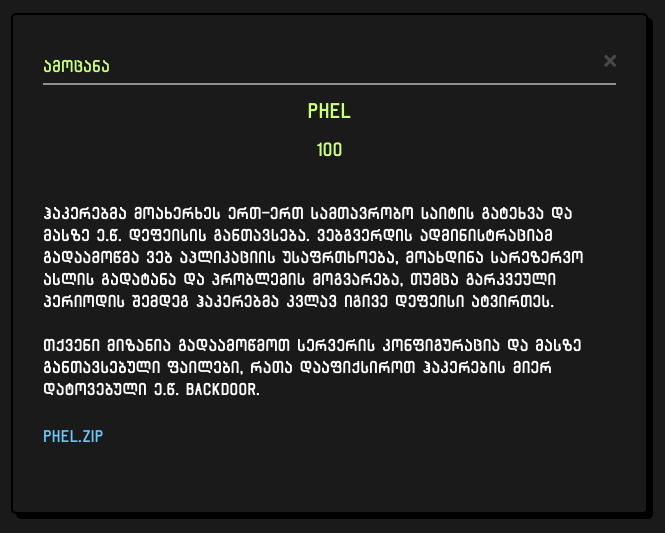 ამოცანა
×
PHEL
100
ჰაკერებმა მოახერხეს ერთ-ერთ სამთავრობო საიტის გატეხვა და
მასზე ე.წ. დეფეისის განთავსება. ვებგვერდის ადმინისტრაციამ
გადაამოწმა ვებ აპლიკაციის უსაფრთხოება, მოახდინა სარეზერვო
ასლის გადატანა და პრობლემის მოგვარება, თუმცა გარკვეული
პერიოდის შემდეგ ჰაკერებმა კვლავ იგივე დეფეისი ატვირთეს.
თქვენი მიზანია გადაამოწმოთ სერვერის კონფიგურაცია და მასზე
განთავსებული ფაილები, რათა დააფიქსიროთ ჰაკერების მიერ
დატოვებული ე.წ. BACKDOOR.
PHEL.ZIP